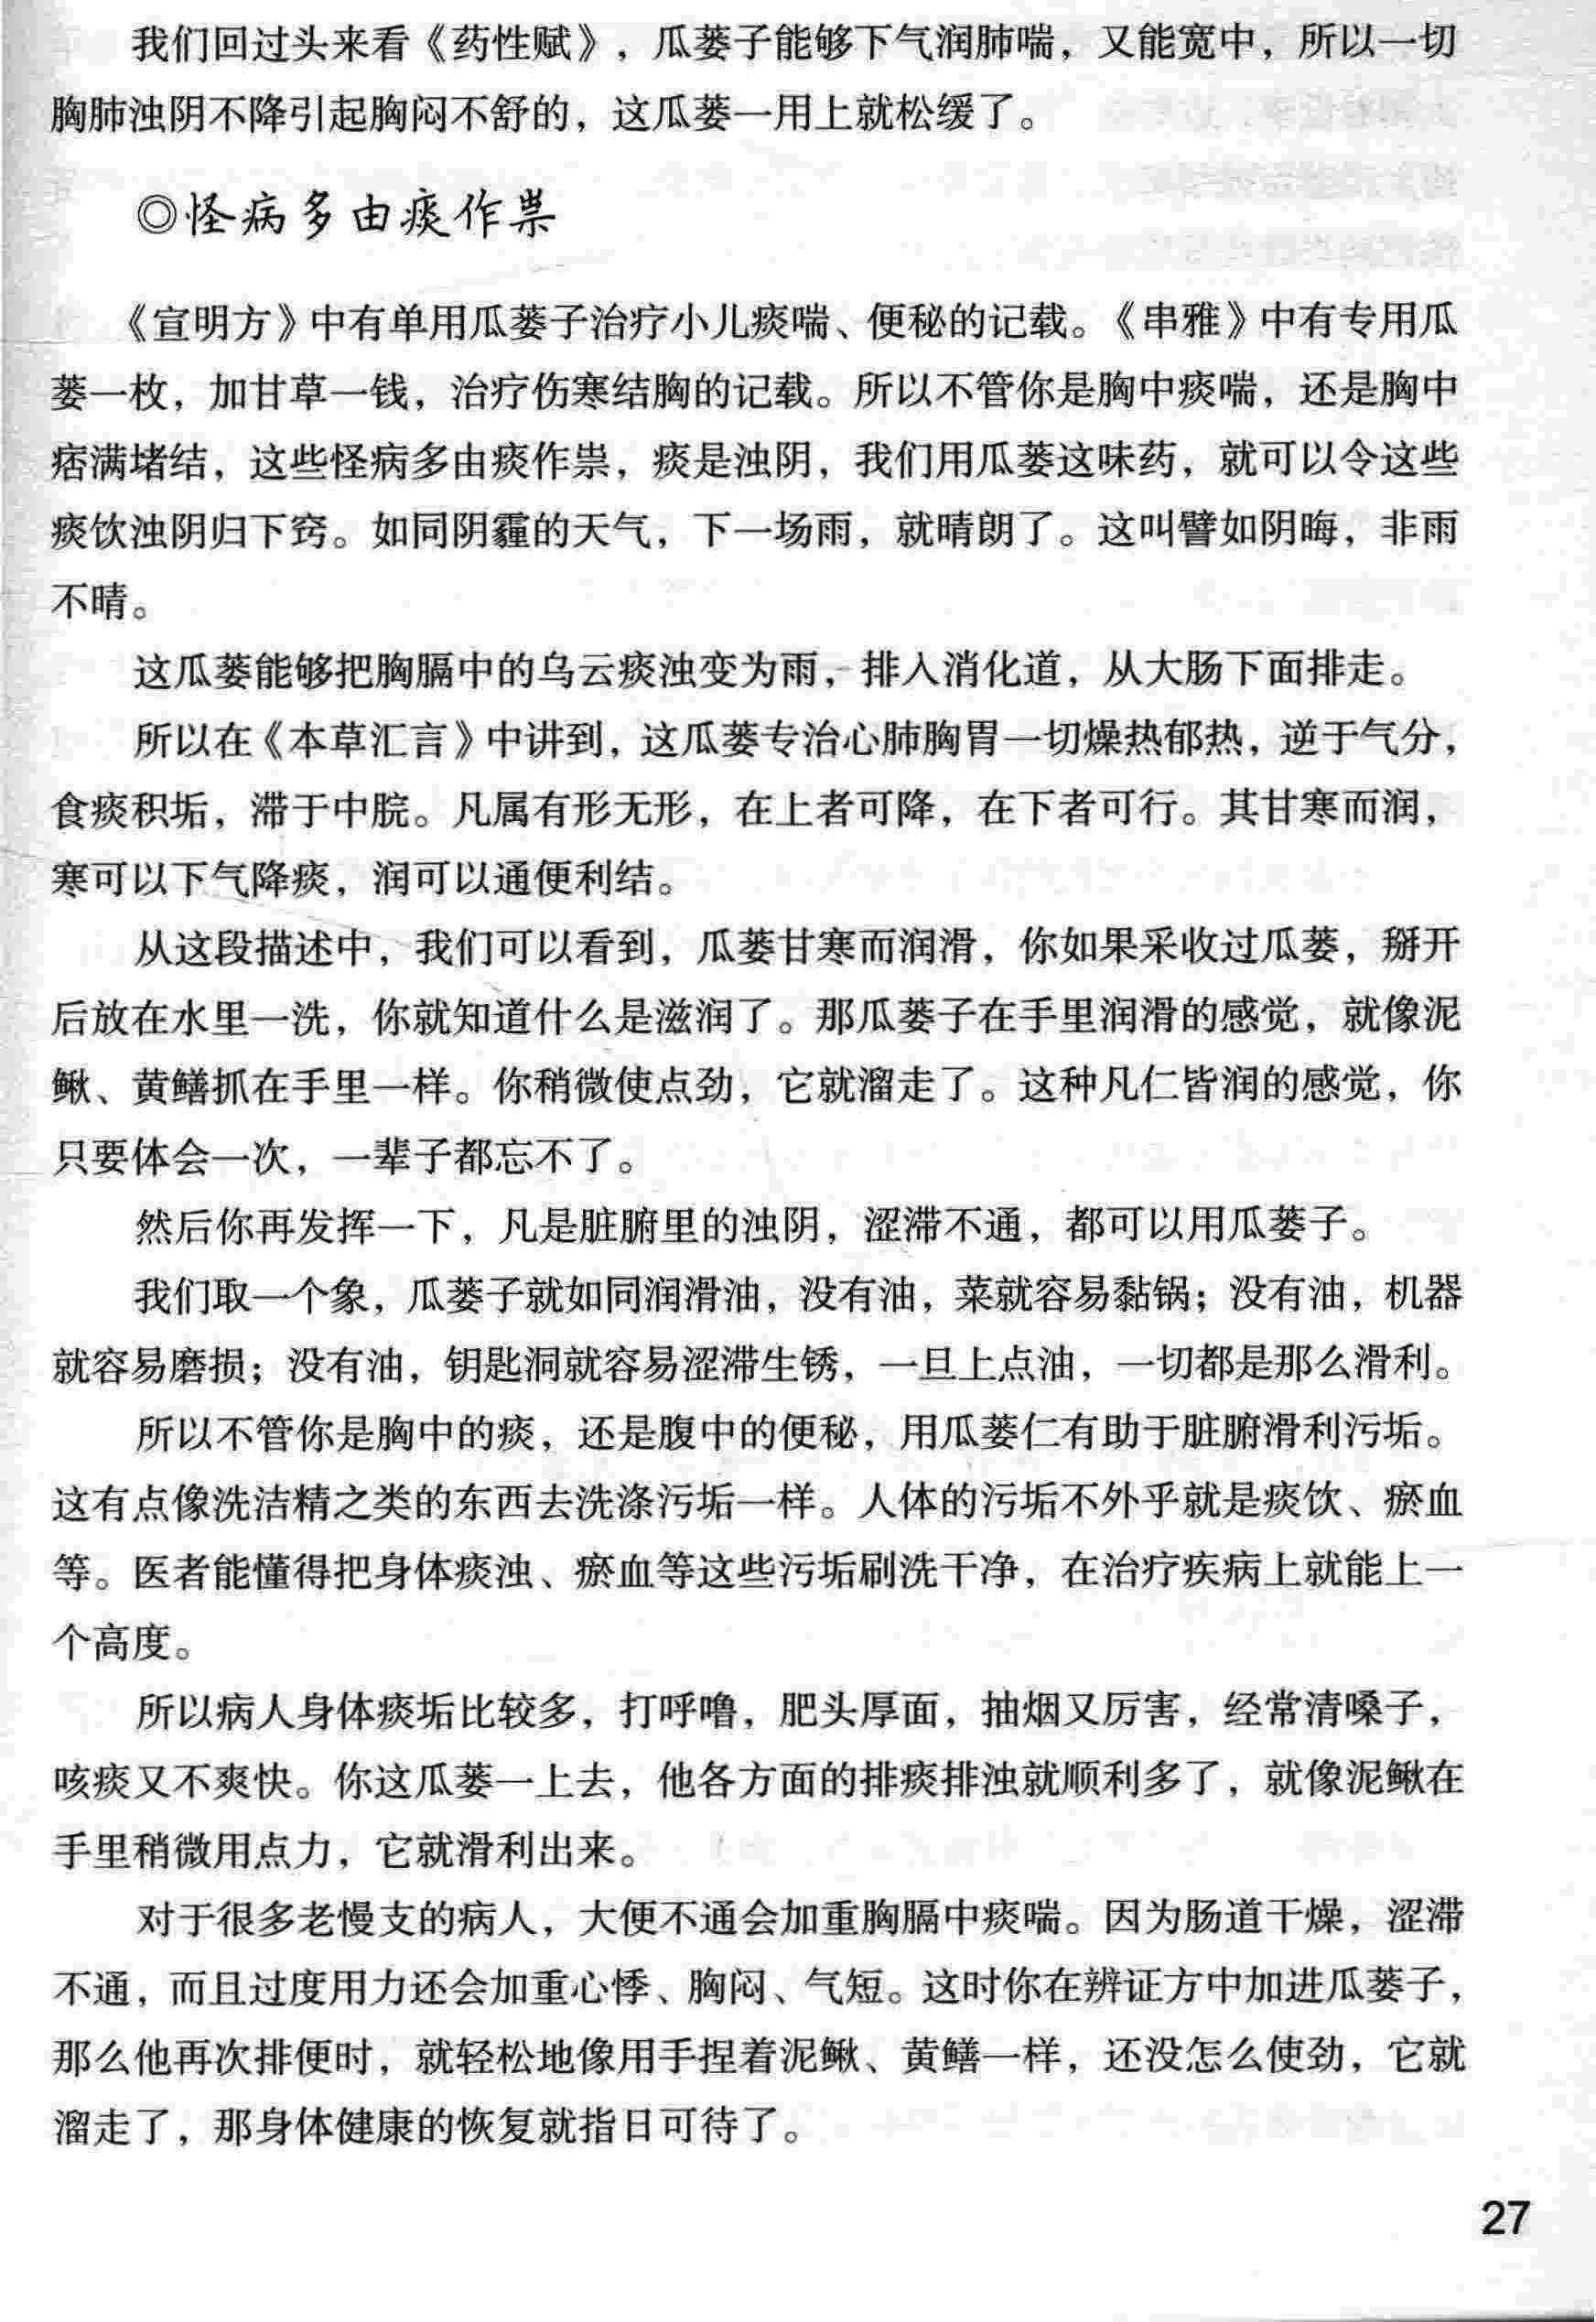 我们回过头来看《药性赋》，瓜蒌子能够下气润肺喘，又能宽中，所以一切
胸肺浊阴不降引起胸闷不舒的，这瓜蒌一用上就松缓了。
◎怪病多由痰作祟
《宣明方》中有单用瓜蒌子治疗小儿痰喘、便秘的记载。《串雅》中有专用瓜
蒌一枚，加甘草一钱，治疗伤寒结胸的记载。所以不管你是胸中痰喘，还是胸中
痞满堵结，这些怪病多由痰作祟，痰是浊阴，我们用瓜蒌这味药，就可以令这些
痰饮浊阴归下窍。如同阴霾的天气，下一场雨，就晴朗了。这叫譬如阴晦，非雨
不晴。
这瓜蒌能够把胸膈中的乌云痰浊变为雨，排入消化道，从大肠下面排走。
所以在《本草汇言》中讲到，这瓜蒌专治心肺胸胃一切燥热郁热，逆于气分，
食痰积垢，滞于中脘。凡属有形无形，在上者可降，在下者可行。其甘寒而润，
寒可以下气降痰，润可以通便利结。
从这段描述中，我们可以看到，瓜蒌甘寒而润滑，你如果采收过瓜蒌，掰开
后放在水里一洗，你就知道什么是滋润了。那瓜蒌子在手里润滑的感觉，就像泥
鳅、黄鳝抓在手里一样。你稍微使点劲，它就溜走了。这种凡仁皆润的感觉，你
只要体会一次，一辈子都忘不了。
然后你再发挥一下，凡是脏腑里的浊阴，涩滞不通，都可以用瓜蒌子。
我们取一个象，瓜蒌子就如同润滑油，没有油，菜就容易黏锅；没有油，机器
就容易磨损；没有油，钥匙洞就容易涩滞生锈，一旦上点油，一切都是那么滑利。
所以不管你是胸中的痰，还是腹中的便秘，用瓜蒌仁有助于脏腑滑利污垢。
这有点像洗洁精之类的东西去洗涤污垢一样。人体的污垢不外乎就是痰饮、瘀血
等。医者能懂得把身体痰浊、瘀血等这些污垢刷洗干净，在治疗疾病上就能上一
个高度。
所以病人身体痰垢比较多，打呼噜，肥头厚面，抽烟又厉害，经常清嗓子，
咳痰又不爽快。你这瓜蒌一上去，他各方面的排痰排浊就顺利多了，就像泥鳅在
手里稍微用点力，它就滑利出来。
对于很多老慢支的病人，大便不通会加重胸膈中痰喘。因为肠道干燥，涩滞
不通，而且过度用力还会加重心悸、胸闷、气短。这时你在辨证方中加进瓜蒌子，
那么他再次排便时，就轻松地像用手捏着泥鳅、黄鳝一样，还没怎么使劲，它就
溜走了，那身体健康的恢复就指日可待了。
27